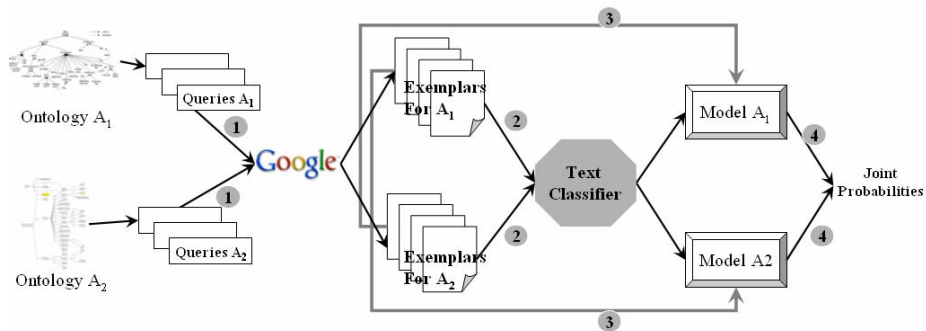 3
Ontology A1
Queries A1
1
Google
1
Queries A2
Ontology A2
Exemplars
For A1
2
Exemplars
For A2
2
Text
Classifier
Model A1
4
Model A2
4
Joint
Probabilities
3